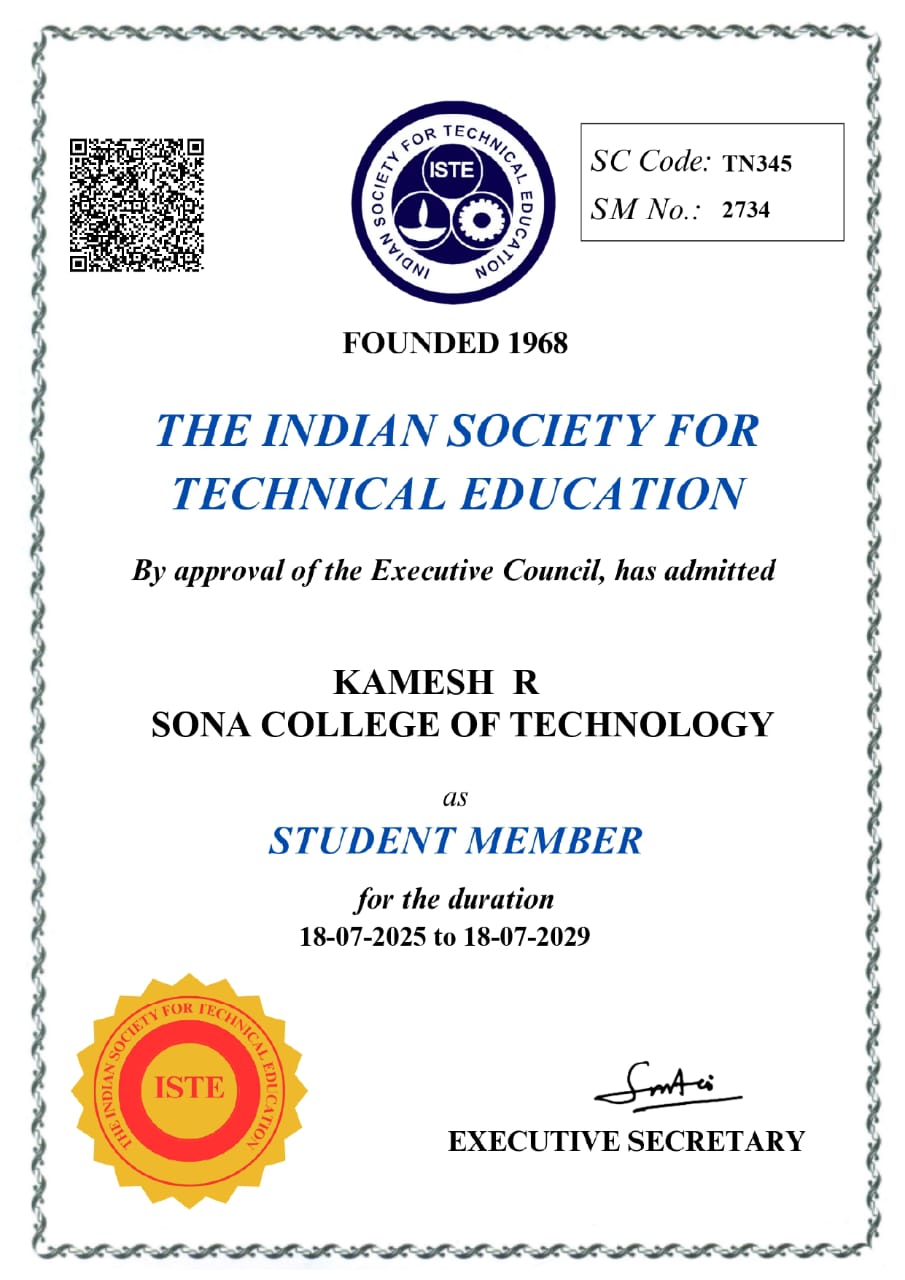 INDIAN SOCIETY FOR TECHNICAL EDUCATION
ISTE
SC Code: TN345
SM No.: 2734
FOUNDED 1968
THE INDIAN SOCIETY FOR
TECHNICAL EDUCATION
By approval of the Executive Council, has admitted
KAMESH R
SONA COLLEGE OF TECHNOLOGY
as
STUDENT MEMBER
for the duration
18-07-2025 to 18-07-2029
THE INDIAN SOCIETY FOR TECHNICAL EDUCATION
ISTE
EXECUTIVE SECRETARY